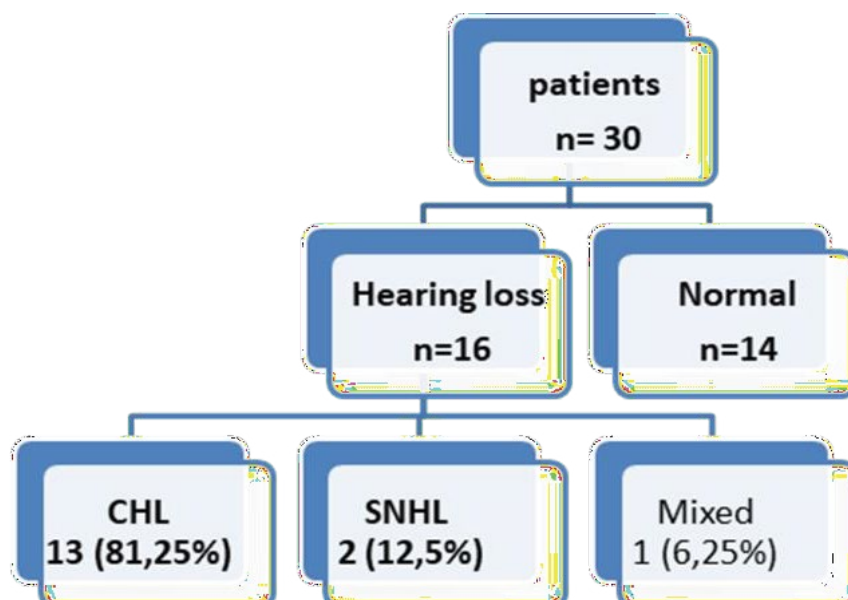 patients
n= 30
Hearing loss
n=16
Normal
n=14
CHL
13 (81,25%)
SNHL
2 (12,5%)
Mixed
1 (6,25%)